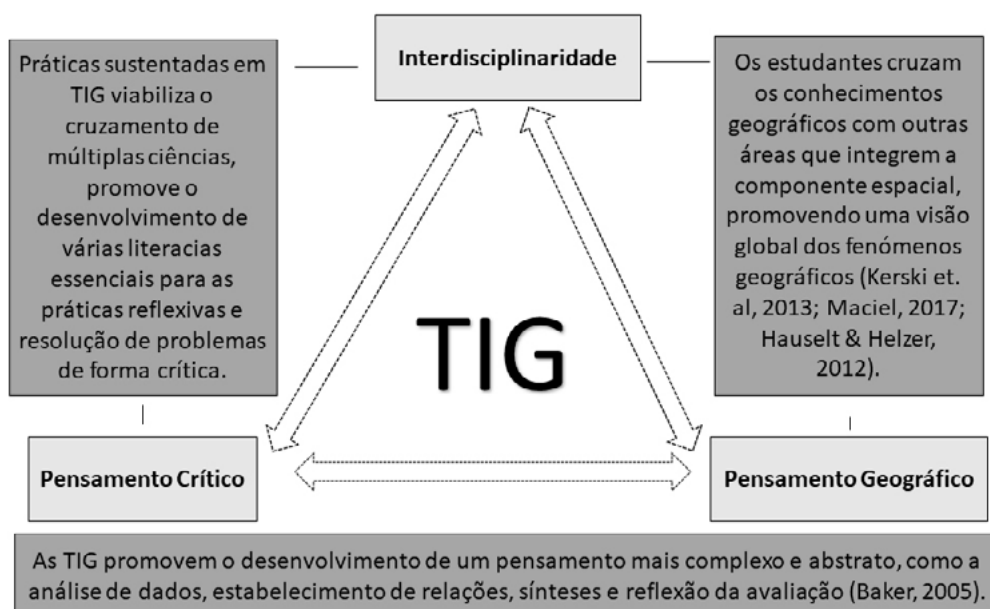 Interdisciplinaridade
Práticas sustentadas em
TIG viabiliza o
cruzamento de
múltiplas ciências,
promove o
desenvolvimento de
várias literacias
essenciais para as
práticas reflexivas e
resolução de problemas
de forma crítica.
Os estudantes cruzam
os conhecimentos
geográficos com outras
áreas que integrem a
componente espacial,
promovendo uma visão
global dos fenómenos
geográficos (Kerski et.
al, 2013; Maciel, 2017;
Hauselt & Helzer,
2012).
TIG
Pensamento Crítico
Pensamento Geográfico
As TIG promovem o desenvolvimento de um pensamento mais complexo e abstrato, como a
análise de dados, estabelecimento de relações, sínteses e reflexão da avaliação (Baker, 2005).